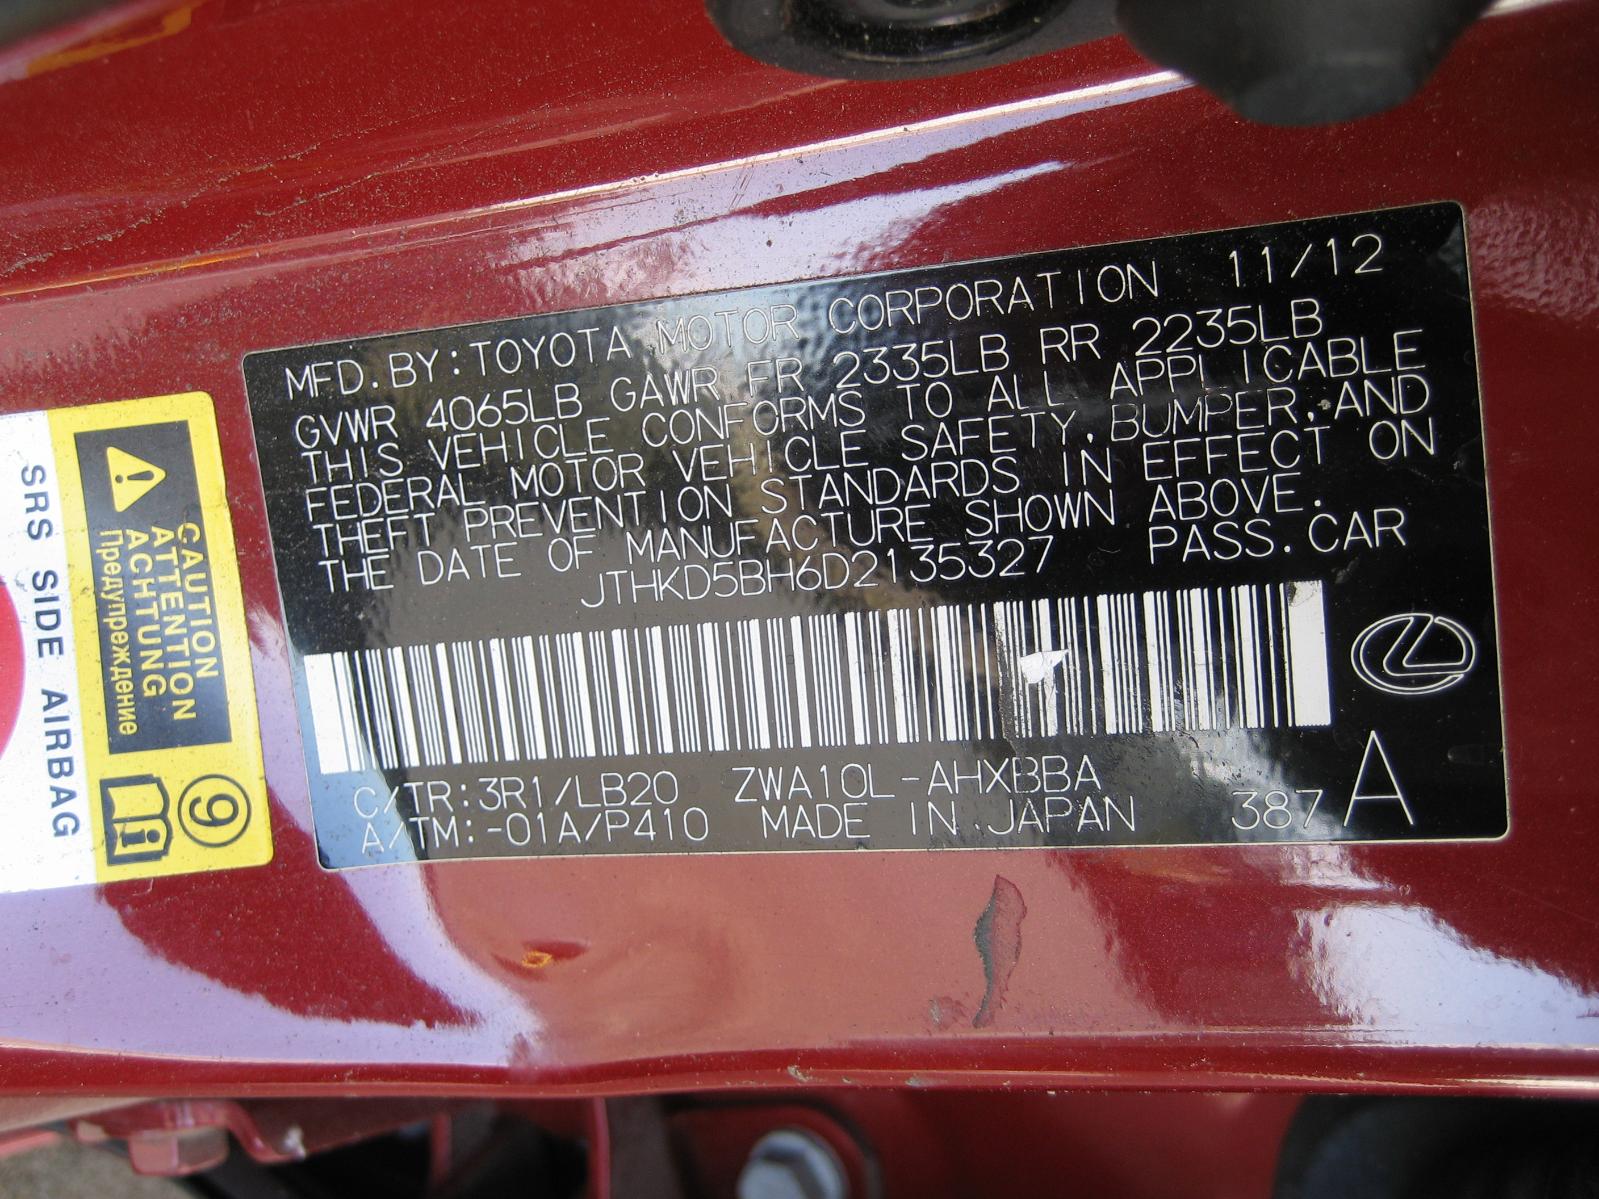 MFD. BY: TOYOTA MOTOR CORPORATION 11/12
GVWR 4065LB GAWR FR 2335LB RR 2235LB
THIS VEHICLE CONFORMS TO ALL APPLICABLE
FEDERAL MOTOR VEHICLE SAFETY, BUMPER, AND
THEFT PREVENTION STANDARDS IN EFFECT ON
THE DATE OF MANUFACTURE SHOWN ABOVE.
JTHKD5BH6D2135327 PASS. CAR
C/TR: 3R1/LB20 ZWA10L-AHXBBA
A/TM: -01A/P410 MADE IN JAPAN 387 A
CAUTION
ATTENTION
ACHTUNG
Предупреждение
9
SRS SIDE AIRBAG